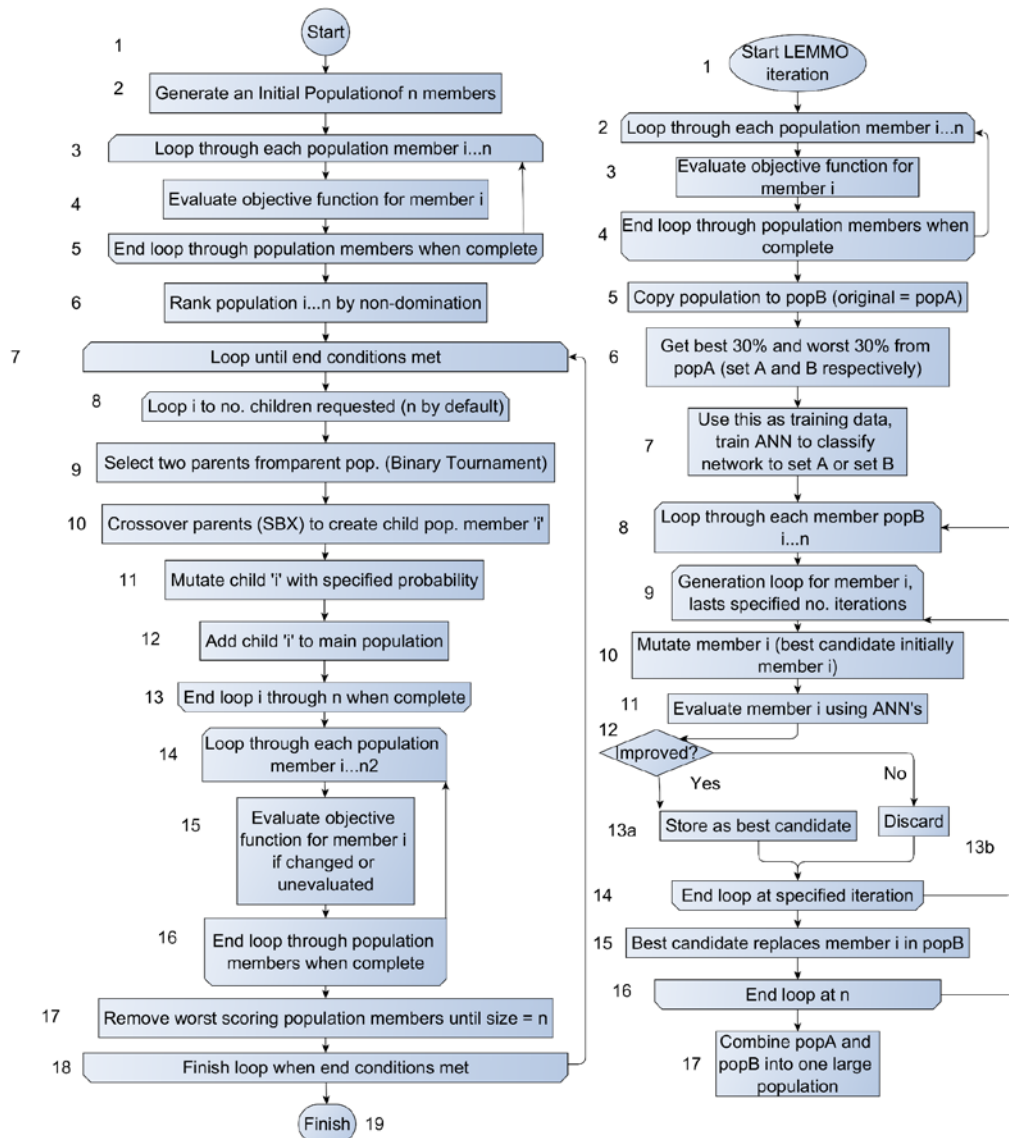 1
Start
2
Generate an Initial Populationof n members
3
Loop through each population member i...n
4
Evaluate objective function for member i
5
End loop through population members when complete
6
Rank population i...n by non-domination
7
Loop until end conditions met
8
Loop i to no. children requested (n by default)
9
Select two parents fromparent pop. (Binary Tournament)
10
Crossover parents (SBX) to create child pop. member 'i'
11
Mutate child 'i' with specified probability
12
Add child 'i' to main population
13
End loop i through n when complete
14
Loop through each population
member i...n2
15
Evaluate objective
function for member i
if changed or
unevaluated
16
End loop through population
members when complete
17
Remove worst scoring population members until size = n
18
Finish loop when end conditions met
Finish
19
1
Start LEMMO
iteration
2
Loop through each population member i...n
3
Evaluate objective function for
member i
4
End loop through population members when
complete
5
Copy population to popB (original = popA)
6
Get best 30% and worst 30% from
popA (set A and B respectively)
7
Use this as training data,
train ANN to classify
network to set A or set B
8
Loop through each member popB
i...n
9
Generation loop for member i,
lasts specified no. iterations
10
Mutate member i (best candidate initially
member i)
11
Evaluate member i using ANN's
12
Improved?
Yes
No
13a
Store as best candidate
Discard
13b
14
End loop at specified iteration
15
Best candidate replaces member i in popB
16
End loop at n
17
Combine popA and
popB into one large
population